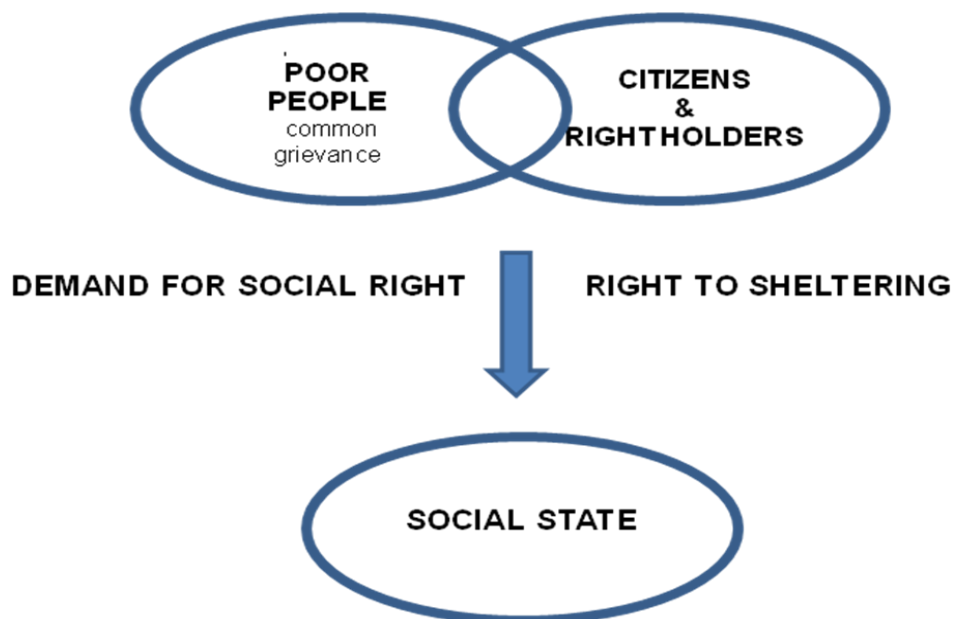 POOR
PEOPLE
common
grievance
CITIZENS
&
RIGHTHOLDERS
DEMAND FOR SOCIAL RIGHT
RIGHT TO SHELTERING
SOCIAL STATE